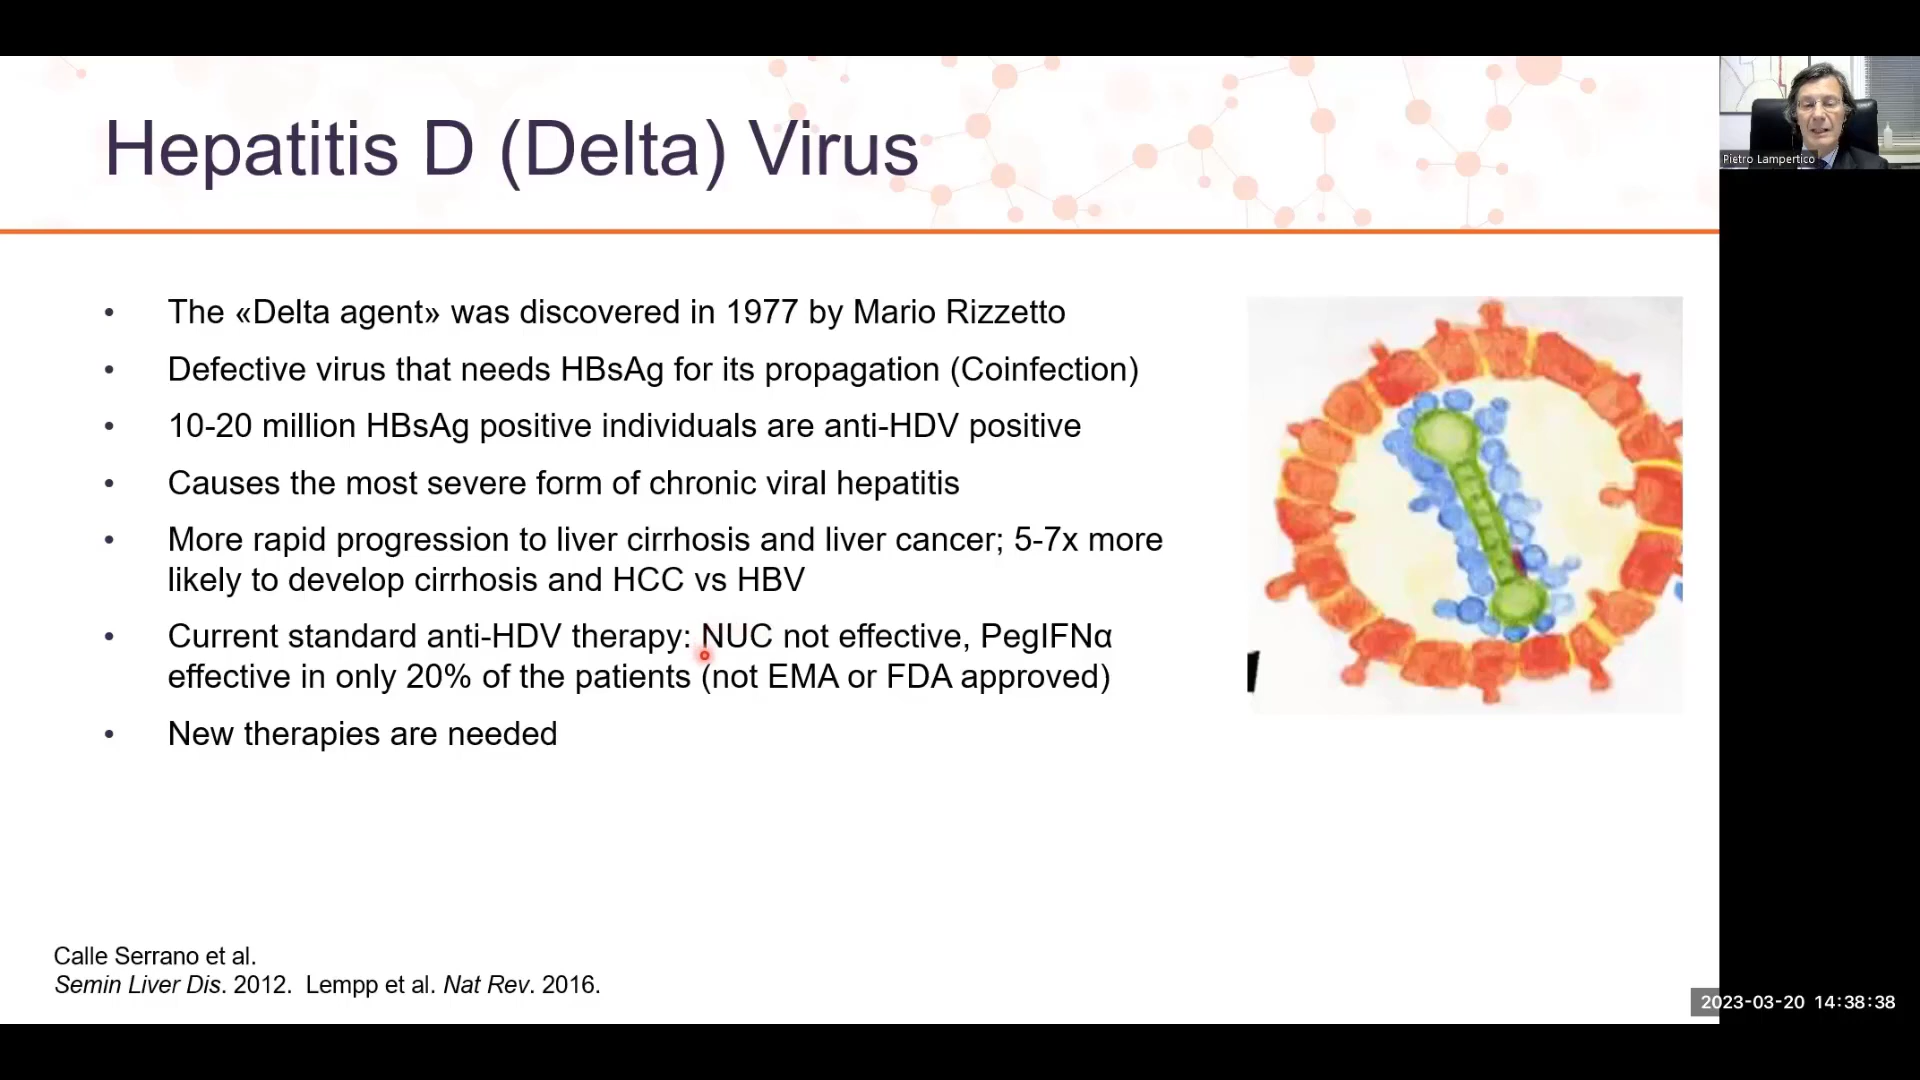 Hepatitis D (Delta) Virus
Pietro Lampertico
• The «Delta agent» was discovered in 1977 by Mario Rizzetto
• Defective virus that needs HBsAg for its propagation (Coinfection)
• 10-20 million HBsAg positive individuals are anti-HDV positive
• Causes the most severe form of chronic viral hepatitis
• More rapid progression to liver cirrhosis and liver cancer; 5-7x more
likely to develop cirrhosis and HCC vs HBV
• Current standard anti-HDV therapy: NUC not effective, PegIFNα
effective in only 20% of the patients (not EMA or FDA approved)
• New therapies are needed
Calle Serrano et al.
Semin Liver Dis. 2012. Lempp et al. Nat Rev. 2016.
2023-03-20 14:38:38